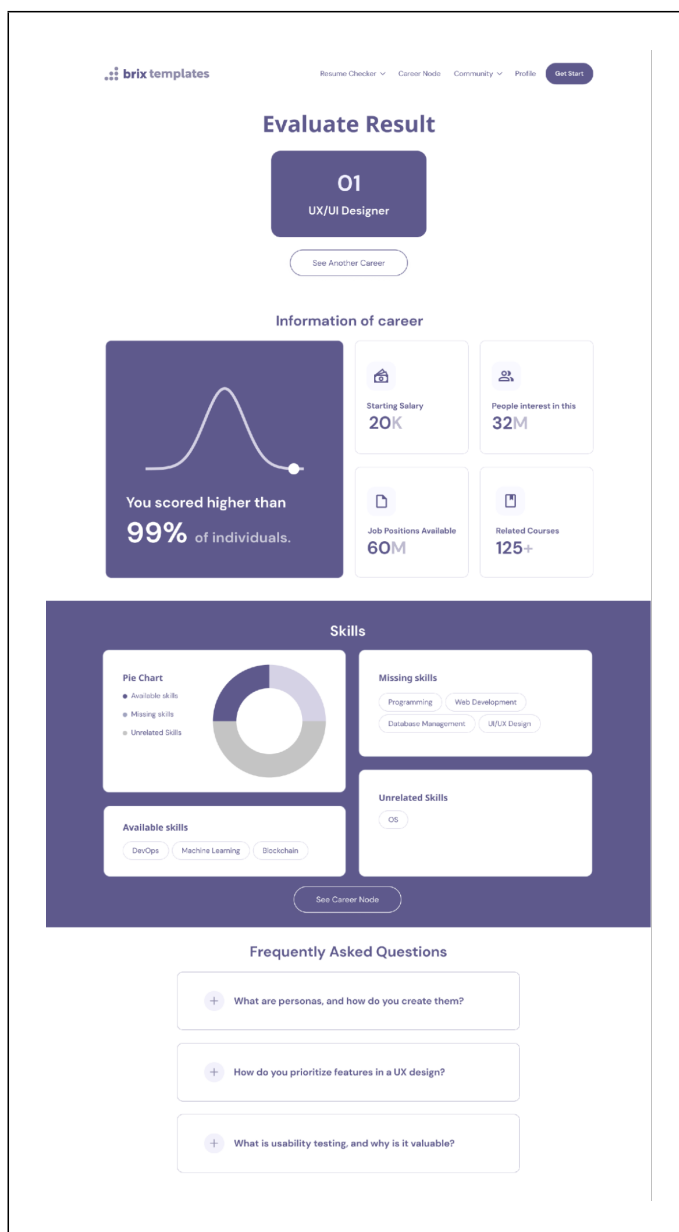 brix templates
Resume Checker Career Node Community Profile Get Start
Evaluate Result
01
UX/UI Designer
See Another Career
Information of career
You scored higher than
99% of individuals.
Starting Salary
20K
People interest in this
32M
Job Positions Available
60M
Related Courses
125+
Skills
Pie Chart
Available skills
Missing skills
Unrelated Skills
Available skills
DevOps Machine Learning Blockchain
Missing skills
Programming Web Development
Database Management UI/UX Design
Unrelated Skills
OS
See Career Node
Frequently Asked Questions
+ What are personas, and how do you create them?
+ How do you prioritize features in a UX design?
+ What is usability testing, and why is it valuable?